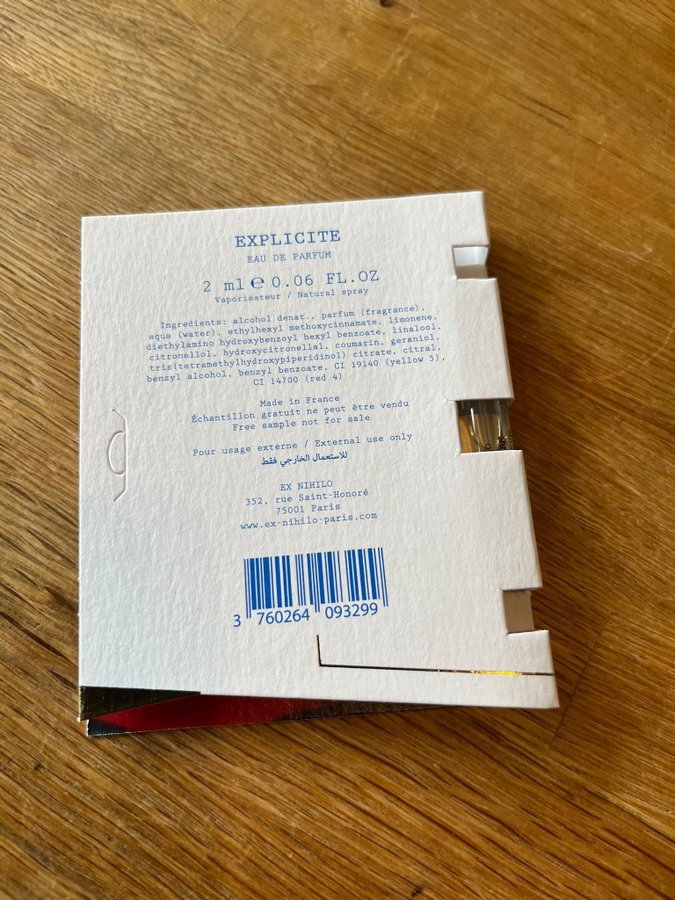 EXPLICITE
EAU DE PARFUM
2 ml ℮ 0.06 FL.OZ
Vaporisateur / Natural spray
Ingredients: alcohol denat., parfum (fragrance),
aqua (water), ethylhexyl methoxycinnamate, limonene,
diethylamino hydroxybenzoyl hexyl benzoate, linalool,
citronellol, hydroxycitronellal, coumarin, geraniol,
tris(tetramethylhydroxypiperidinol) citrate, citral,
benzyl alcohol, benzyl benzoate, CI 19140 (yellow 5),
CI 14700 (red 4)
Made in France
Échantillon gratuit ne peut être vendu
Free sample not for sale
Pour usage externe / External use only
للاستعمال الخارجي فقط
EX NIHILO
352, rue Saint-Honoré
75001 Paris
www.ex-nihilo-paris.com
3 760264 093299